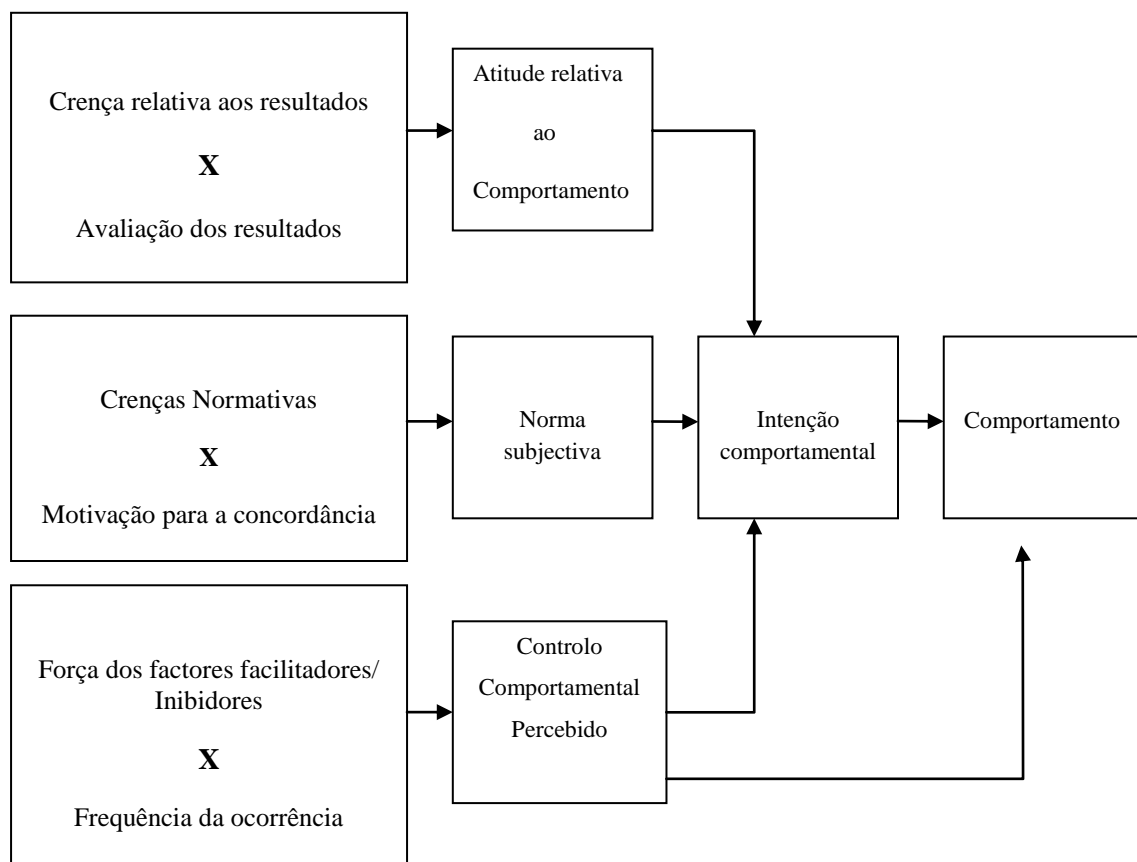 Crença relativa aos resultados
X
Avaliação dos resultados
Atitude relativa
ao
Comportamento
Crenças Normativas
X
Motivação para a concordância
Norma
subjectiva
Intenção
comportamental
Comportamento
Força dos factores facilitadores/
Inibidores
X
Frequência da ocorrência
Controlo
Comportamental
Percebido